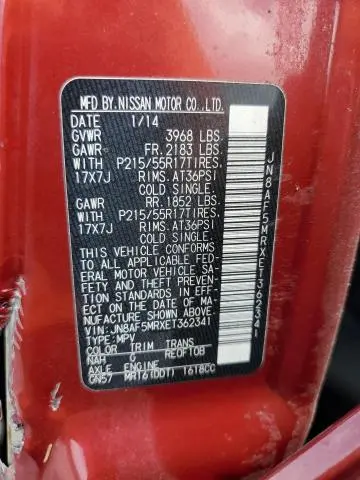 MFD.BY.NISSAN MOTOR CO.,LTD.
DATE 1/14
GVWR 3968 LBS.
GAWR FR.2183 LBS.
WITH P215/55R17TIRES.
17X7J RIMS.AT36PSI
COLD SINGLE.
GAWR RR.1852 LBS.
WITH P215/55R17TIRES.
17X7J RIMS.AT36PSI
COLD SINGLE.
THIS VEHICLE CONFORMS
TO ALL APPLICABLE FED-
ERAL MOTOR VEHICLE SA-
FETY AND THEFT PREVEN-
TION STANDARDS IN EFF-
ECT ON THE DATE OF MA-
NUFACTURE SHOWN ABOVE.
VIN:JN8AF5MRXET362341
TYPE:MPV
COLOR TRIM TRANS
NAH G RE0F10B
AXLE ENGINE
GN57 MR16(DDT) 1618CC
JN8AF5MRXET362341